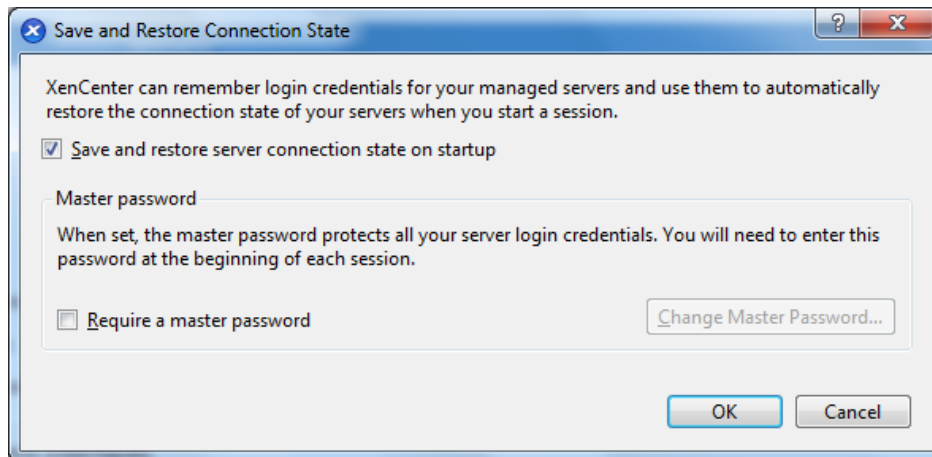 Save and Restore Connection State
?
XenCenter can remember login credentials for your managed servers and use them to automatically
restore the connection state of your servers when you start a session.
Save and restore server connection state on startup
Master password
When set, the master password protects all your server login credentials. You will need to enter this
password at the beginning of each session.
Require a master password
Change Master Password...
OK
Cancel